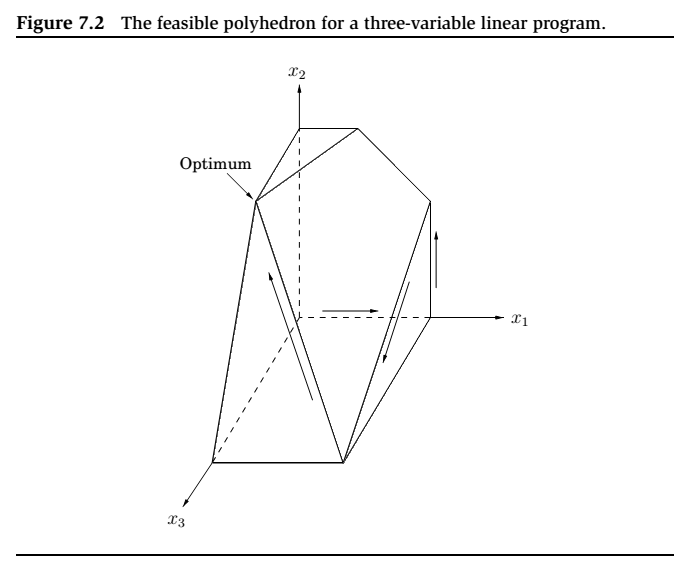 Figure 7.2 The feasible polyhedron for a three-variable linear program.
x₂
Optimum
x₁
x₃